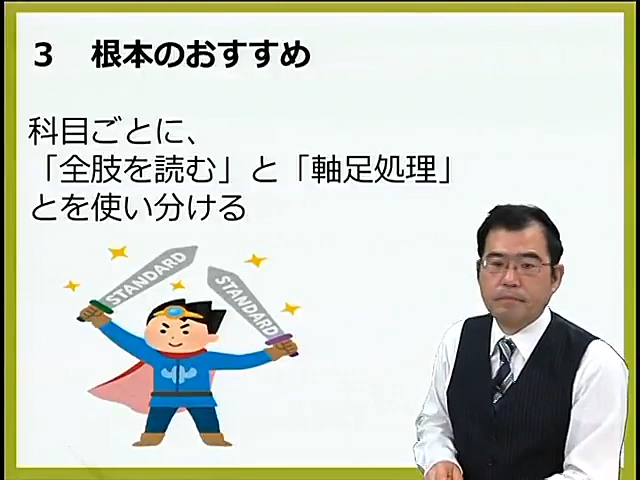 3 根本のおすすめ
科目ごとに、
「全肢を読む」と「軸足処理」
とを使い分ける
STANDARD
STANDARD